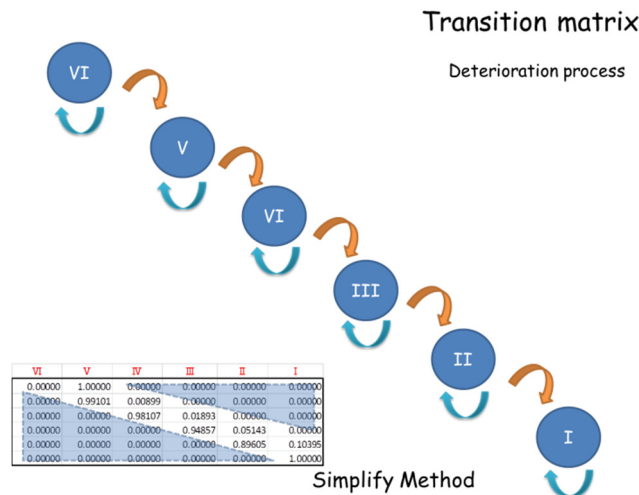 Transition matrix
Deterioration process
VI
V
VI
III
II
I
VI V IV III II I
0.00000 1.00000 0.00000 0.00000 0.00000 0.00000
0.00000 0.99101 0.00899 0.00000 0.00000 0.00000
0.00000 0.00000 0.98107 0.01893 0.00000 0.00000
0.00000 0.00000 0.00000 0.94857 0.05143 0.00000
0.00000 0.00000 0.00000 0.00000 0.89605 0.10395
0.00000 0.00000 0.00000 0.00000 0.00000 1.00000
Simplify Method